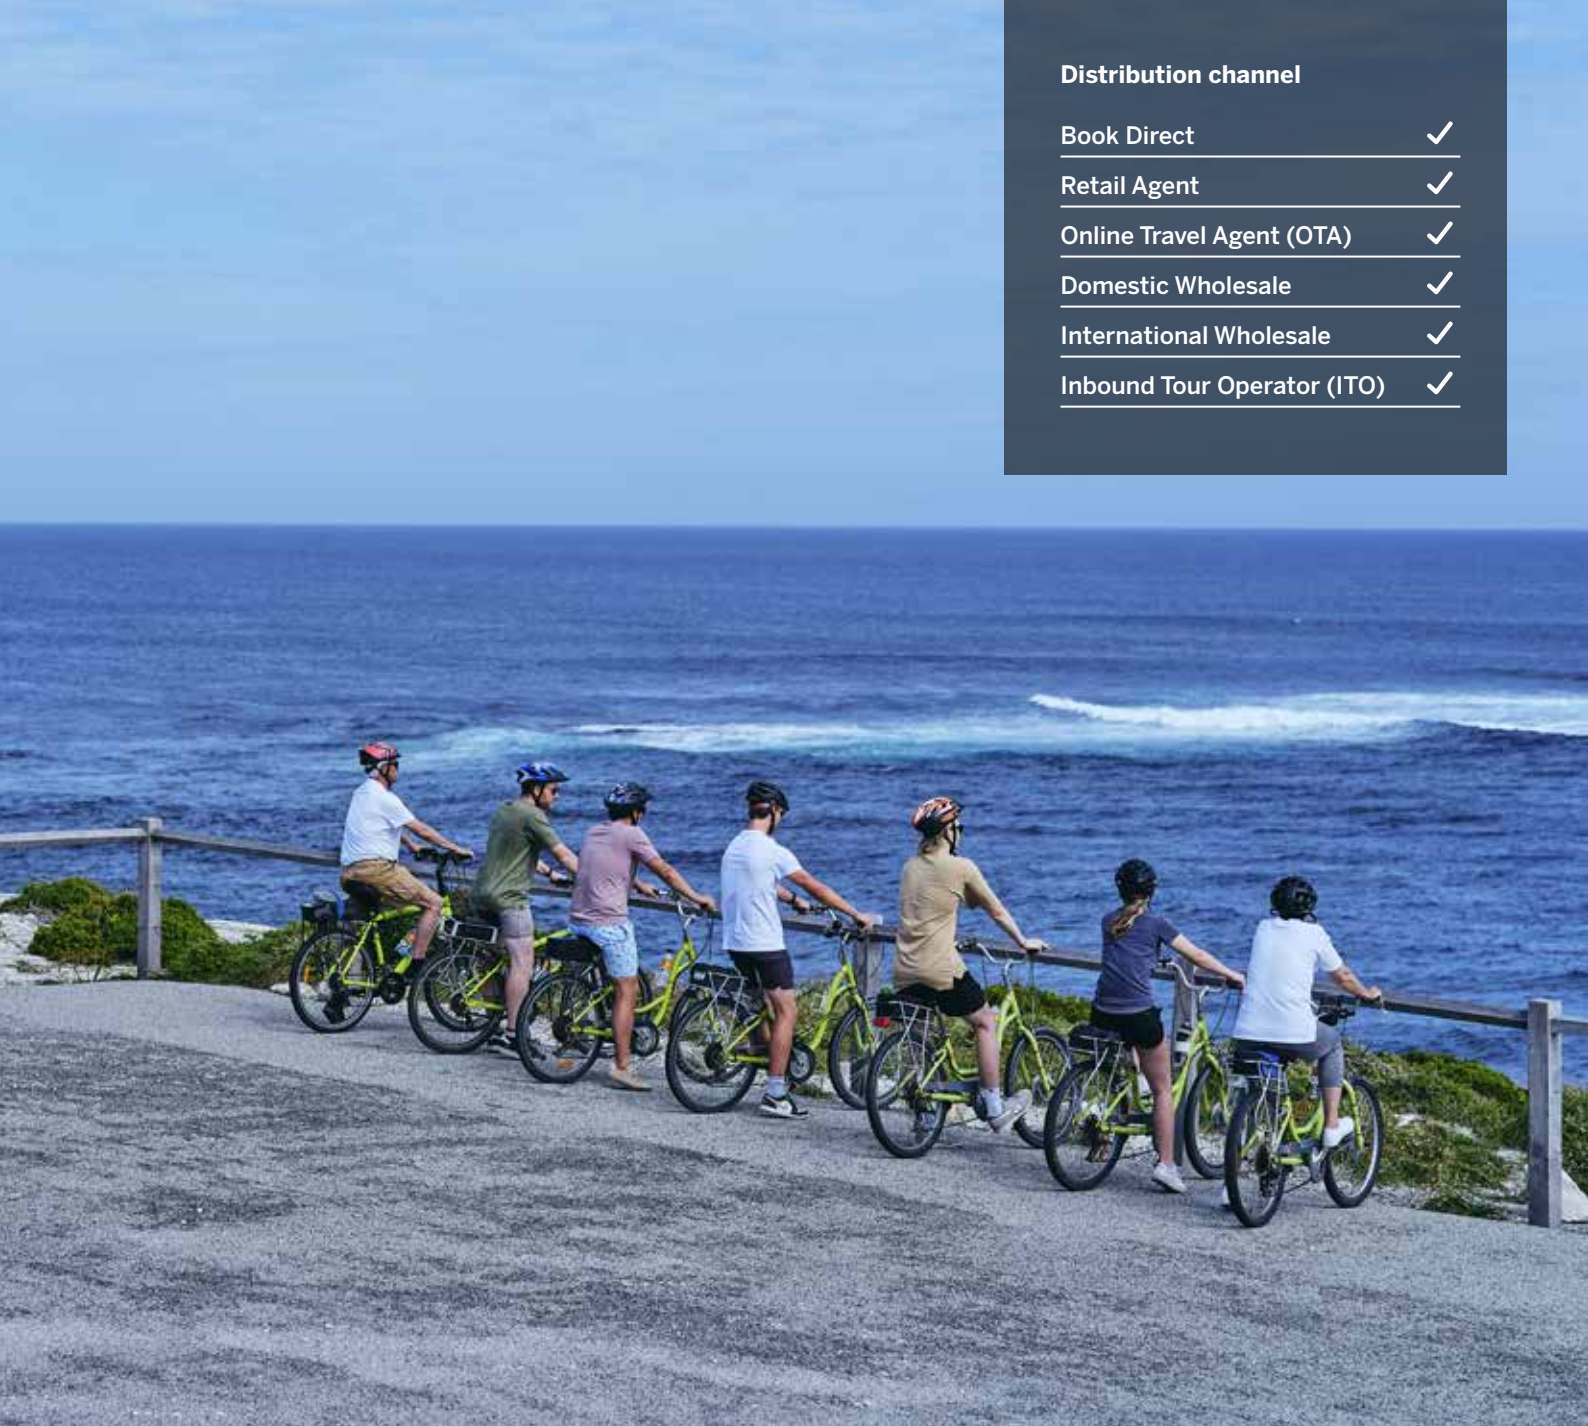 Distribution channel
Book Direct ✓
Retail Agent ✓
Online Travel Agent (OTA) ✓
Domestic Wholesale ✓
International Wholesale ✓
Inbound Tour Operator (ITO) ✓